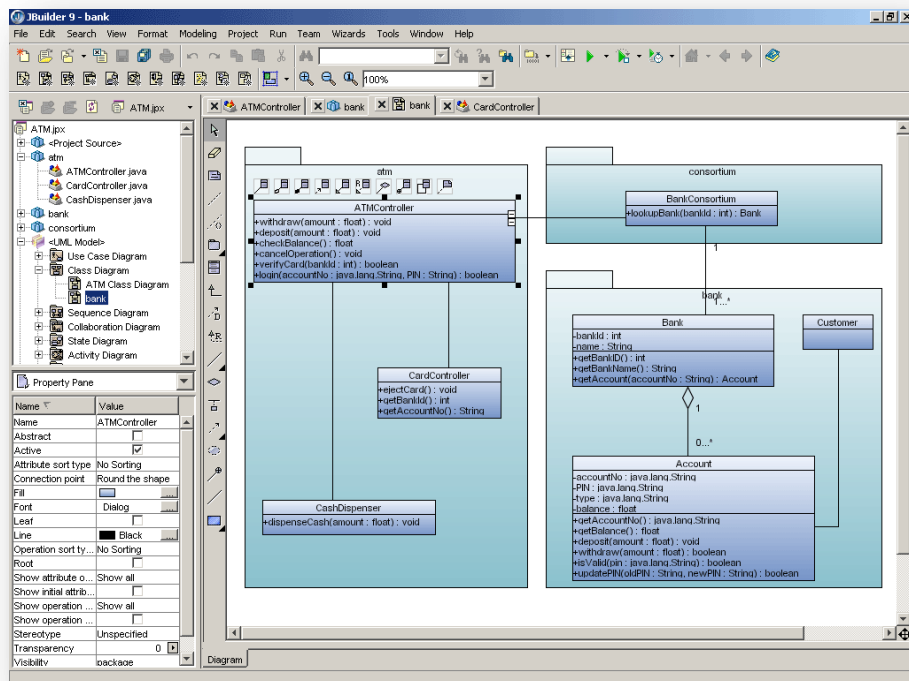 JBuilder 9 - bank
File Edit Search View Format Modeling Project Run Team Wizards Tools Window Help
100%
ATM.jpx
ATMController
bank
bank
CardController
ATM.jpx
<Project Source>
atm
ATMController.java
CardController.java
CashDispenser.java
bank
consortium
<UML Model>
Use Case Diagram
Class Diagram
ATM Class Diagram
bank
Sequence Diagram
Collaboration Diagram
State Diagram
Activity Diagram
Property Pane
Name Value
Name ATMController
Abstract
Active
Attribute sort type No Sorting
Connection point Round the shape
Fill ...
Font Dialog ...
Leaf
Line Black ...
Operation sort ty... No Sorting
Root
Show attribute o... Show all
Show initial attrib...
Show operation ... Show all
Show operation ...
Stereotype Unspecified
Transparency 0
Visibility package
atm
ATMController
+withdraw(amount : float) : void
+deposit(amount : float) : void
+checkBalance() : float
+cancelOperation() : void
+verifyCard(bankId : int) : boolean
+login(accountNo : java.lang.String, PIN : String) : boolean
CardController
+ejectCard() : void
+getBankId() : int
+getAccountNo() : String
CashDispenser
+dispenseCash(amount : float) : void
consortium
BankConsortium
+lookupBank(bankId : int) : Bank
1
bank
1...*
Bank
-bankId : int
-name : String
+getBankID() : int
+getBankName() : String
+getAccount(accountNo : String) : Account
Customer
1
0...*
Account
-accountNo : java.lang.String
-PIN : java.lang.String
-type : java.lang.String
-balance : float
+getAccountNo() : java.lang.String
+getBalance() : float
+deposit(amount : float) : void
+withdraw(amount : float) : boolean
+isValid(pin : java.lang.String) : boolean
+updatePIN(oldPIN : String, newPIN : String) : boolean
Diagram